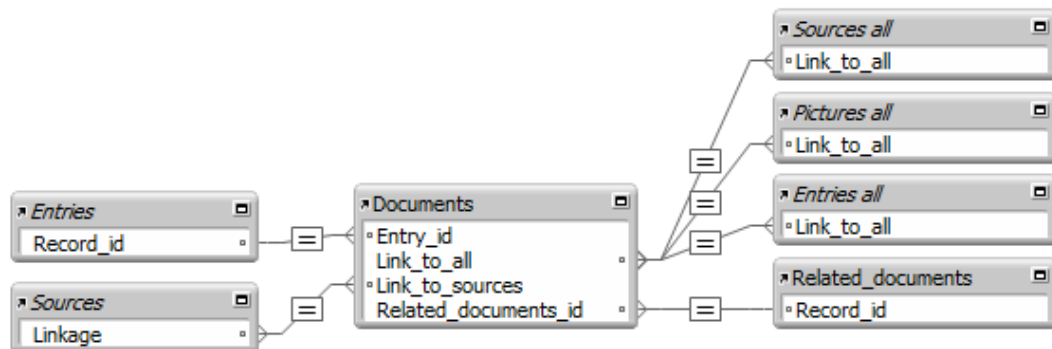 Sources all
Link_to_all
Pictures all
Link_to_all
Entries all
Link_to_all
Entries
Record_id
Sources
Linkage
Documents
Entry_id
Link_to_all
Link_to_sources
Related_documents_id
Related_documents
Record_id
=
=
=
=
=
=